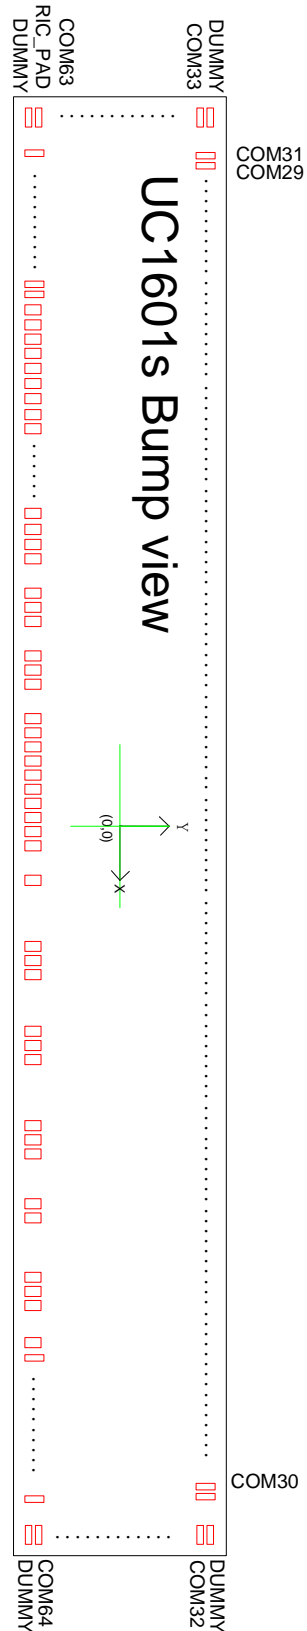 COM63
RIC_PAD
DUMMY
DUMMY
COM33
COM31
COM29
UC1601s Bump view
Y
(0,0)
X
COM30
COM64
DUMMY
DUMMY
COM32